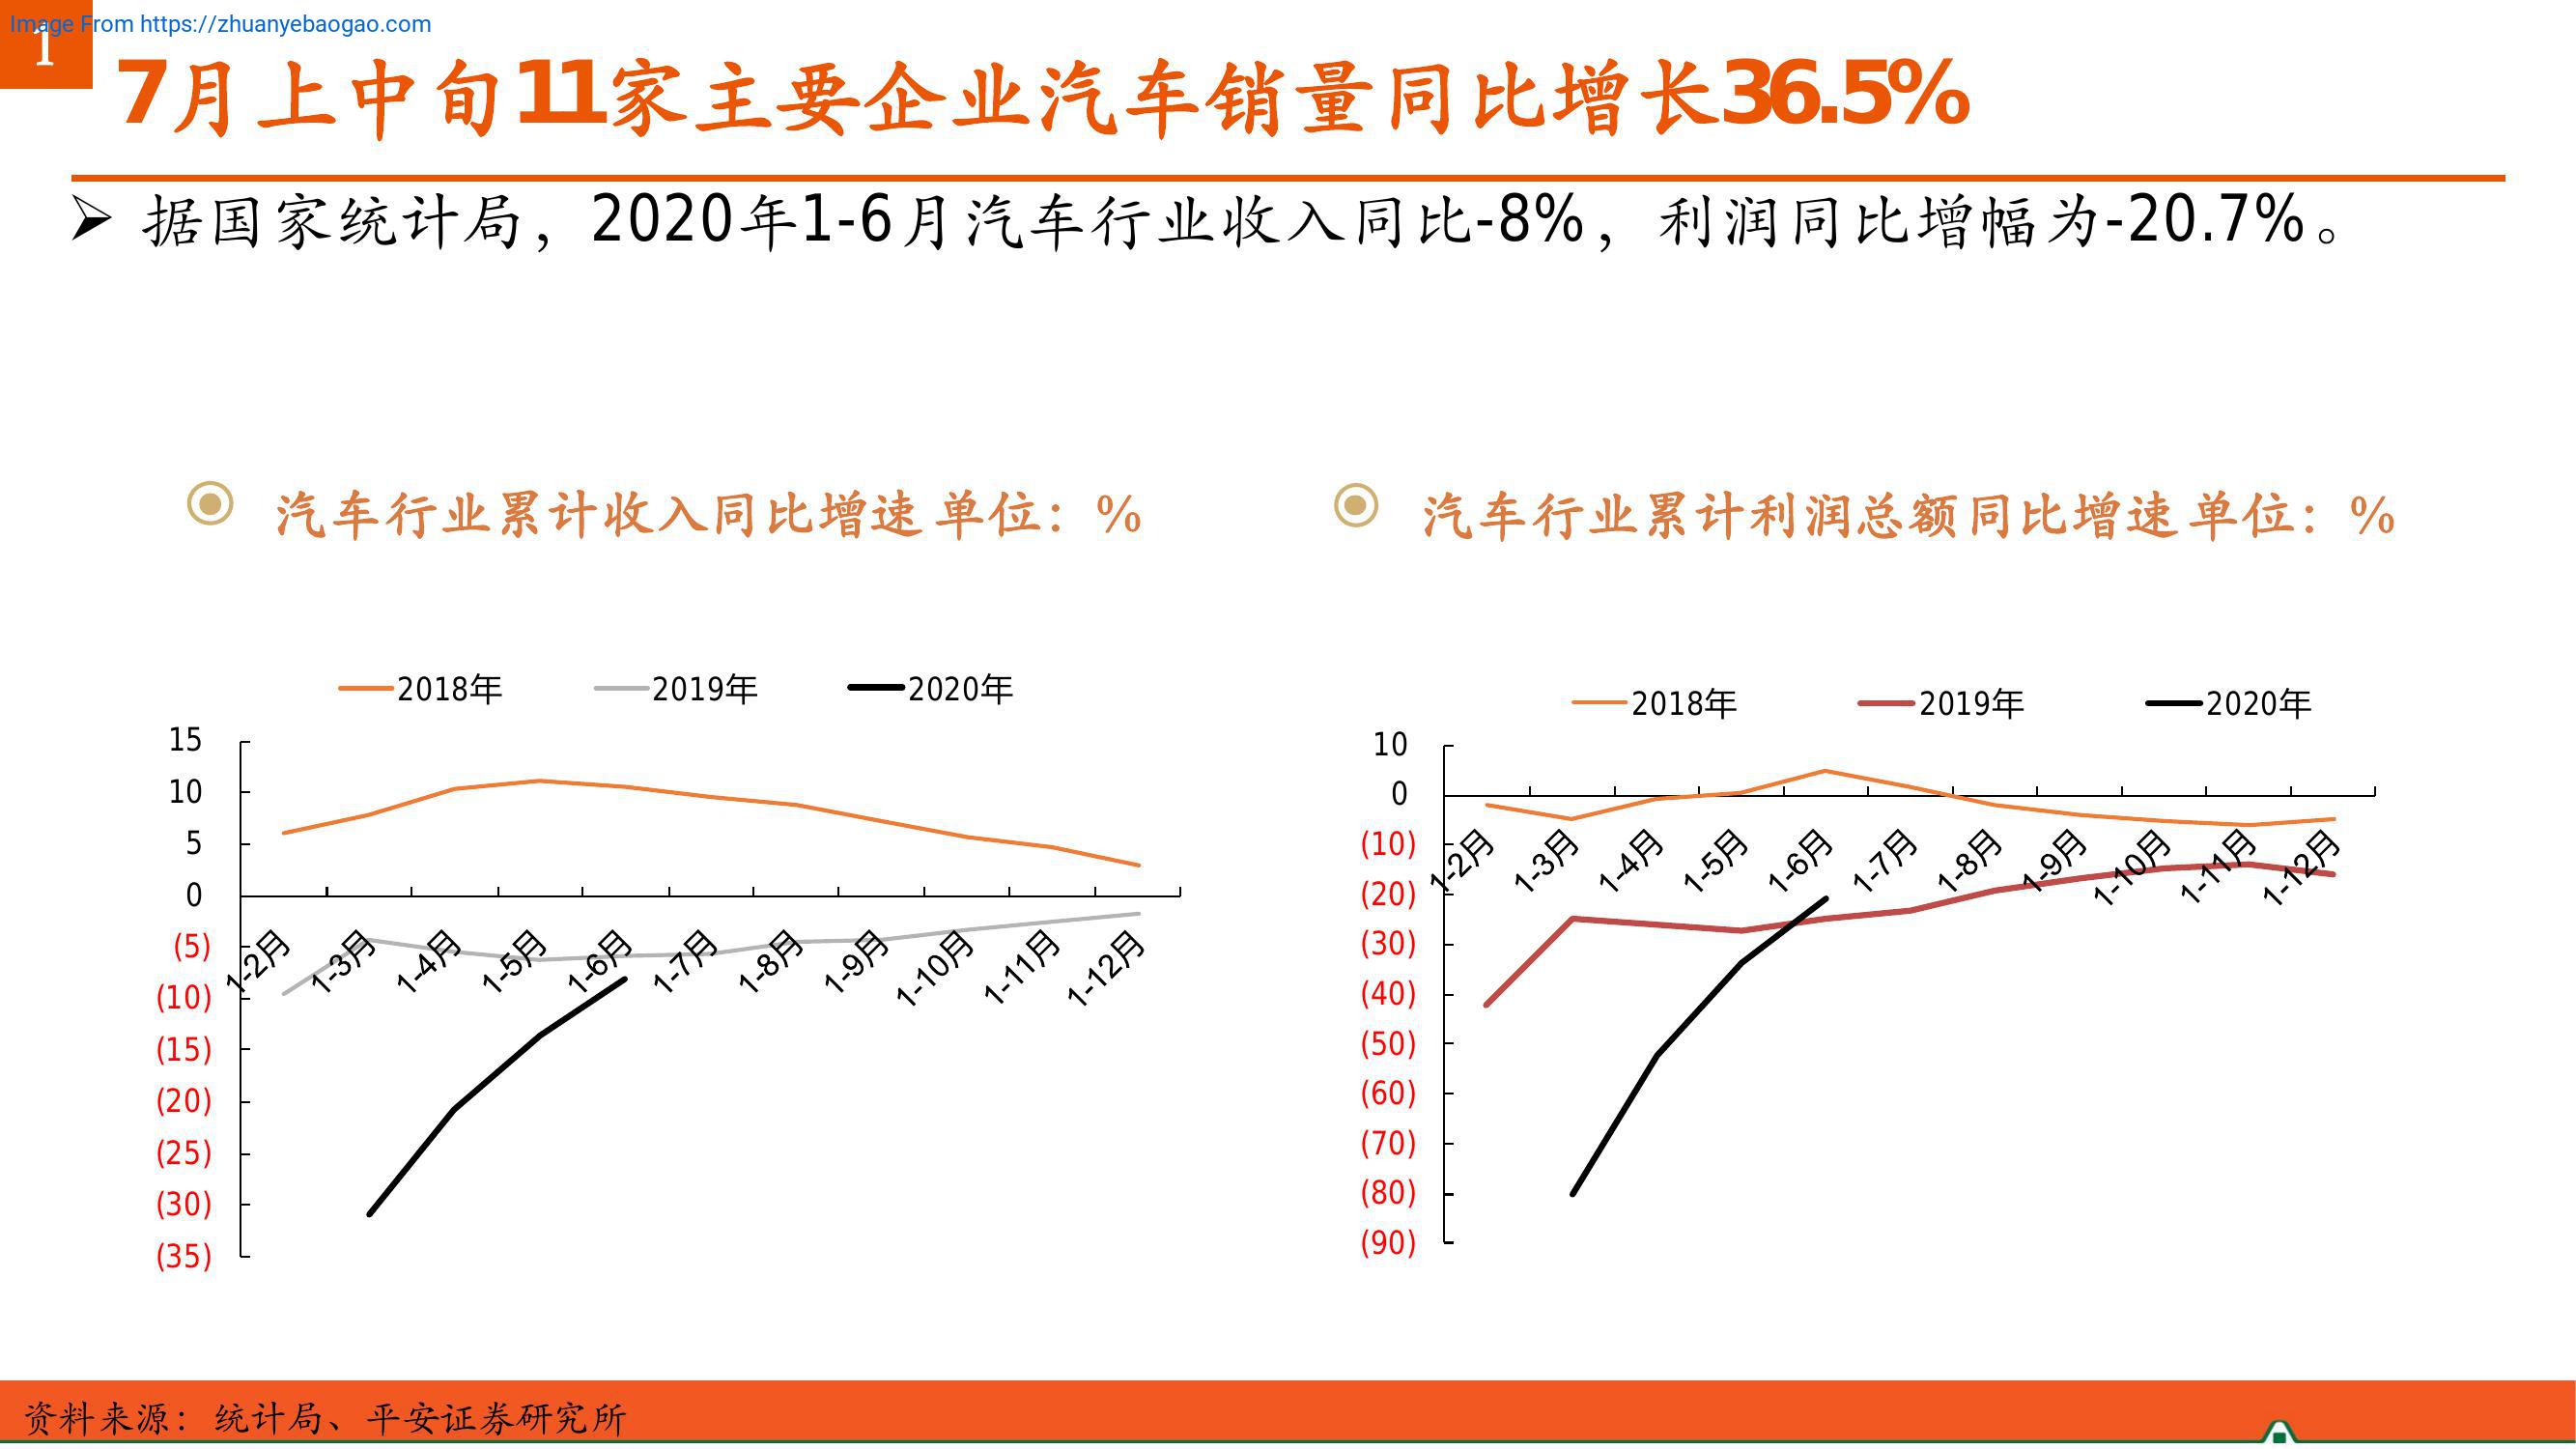 Image From https://zhuanyebaogao.com
1
7月上中旬11家主要企业汽车销量同比增长36.5%
据国家统计局，2020年1-6月汽车行业收入同比-8%，利润同比增幅为-20.7%。
汽车行业累计收入同比增速 单位：%
2018年 2019年 2020年
15
10
5
0
(5)
(10)
(15)
(20)
(25)
(30)
(35)
1-2月 1-3月 1-4月 1-5月 1-6月 1-7月 1-8月 1-9月 1-10月 1-11月 1-12月
汽车行业累计利润总额同比增速 单位：%
2018年 2019年 2020年
10
0
(10)
(20)
(30)
(40)
(50)
(60)
(70)
(80)
(90)
1-2月 1-3月 1-4月 1-5月 1-6月 1-7月 1-8月 1-9月 1-10月 1-11月 1-12月
资料来源：统计局、平安证券研究所